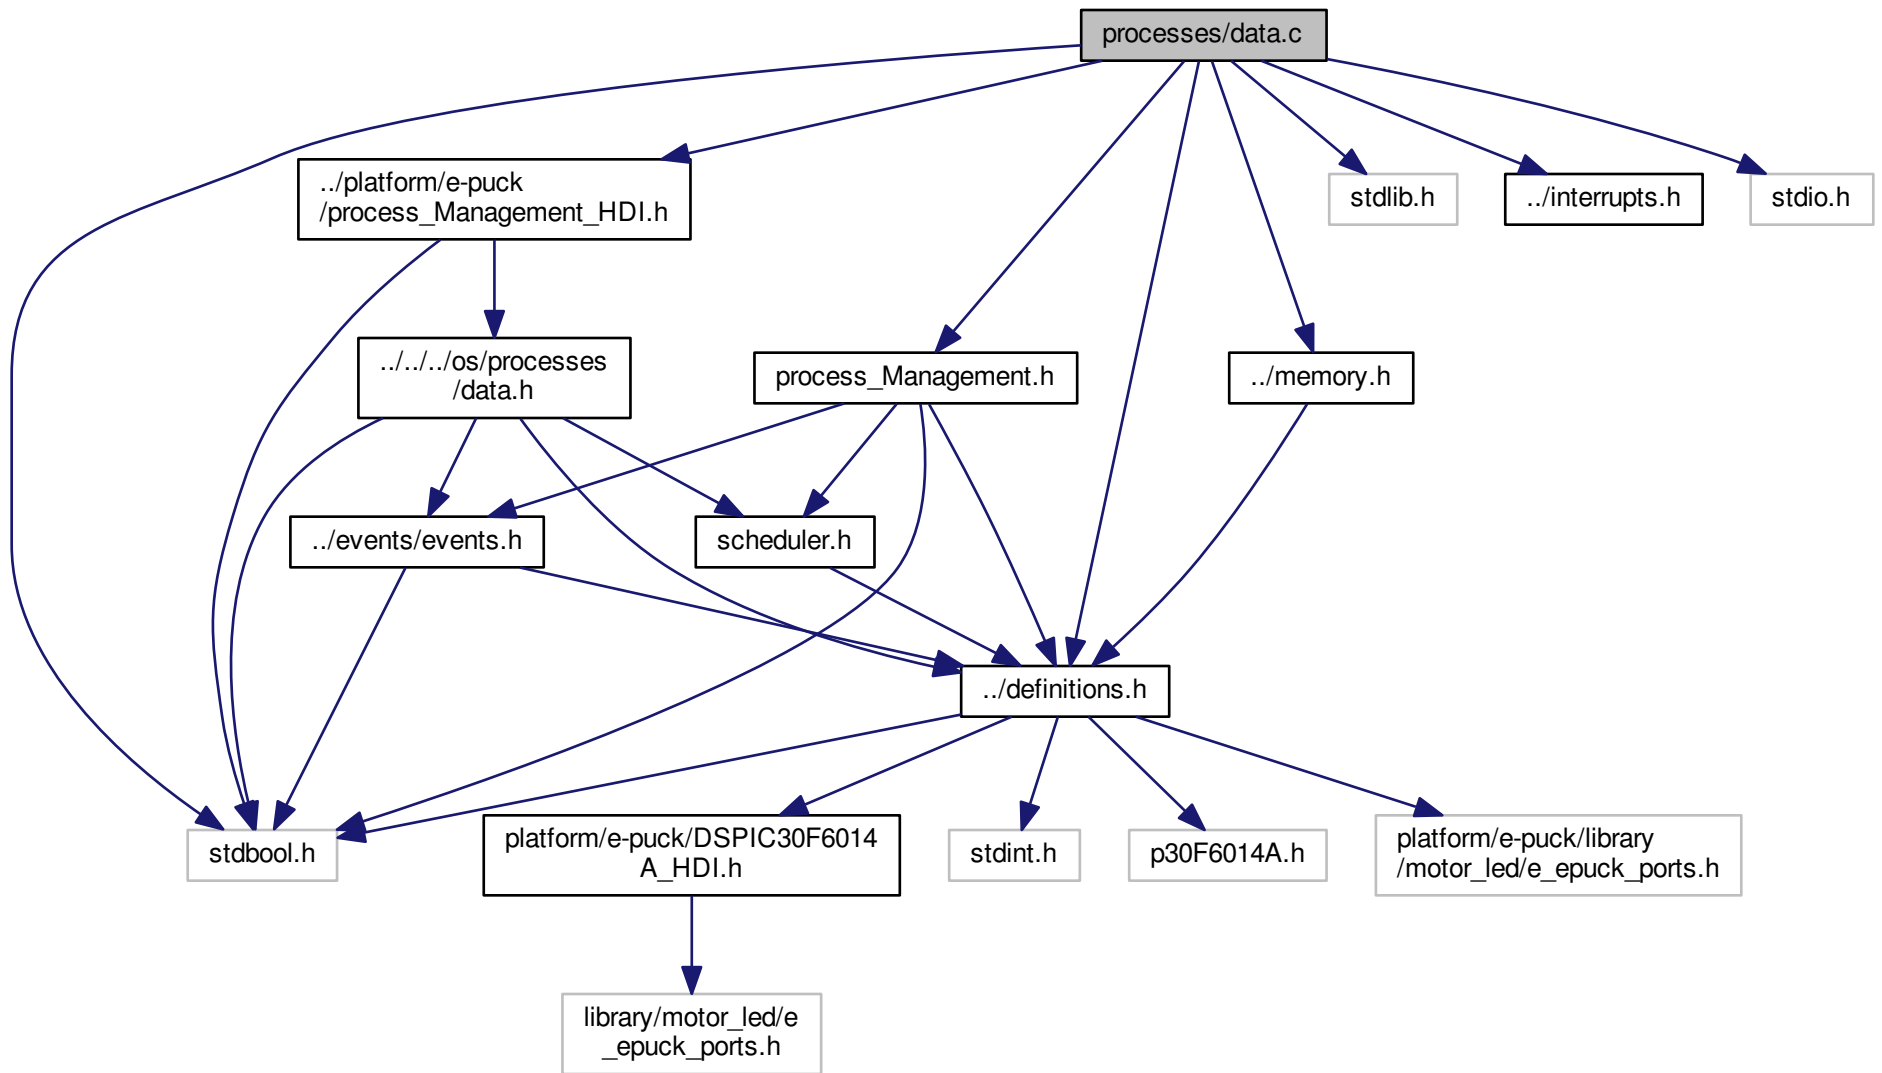 processes/data.c
../platform/e-puck
/process_Management_HDI.h
stdlib.h
../interrupts.h
stdio.h
../../../os/processes
/data.h
process_Management.h
../memory.h
../events/events.h
scheduler.h
../definitions.h
stdbool.h
platform/e-puck/DSPIC30F6014
A_HDI.h
stdint.h
p30F6014A.h
platform/e-puck/library
/motor_led/e_epuck_ports.h
library/motor_led/e
_epuck_ports.h